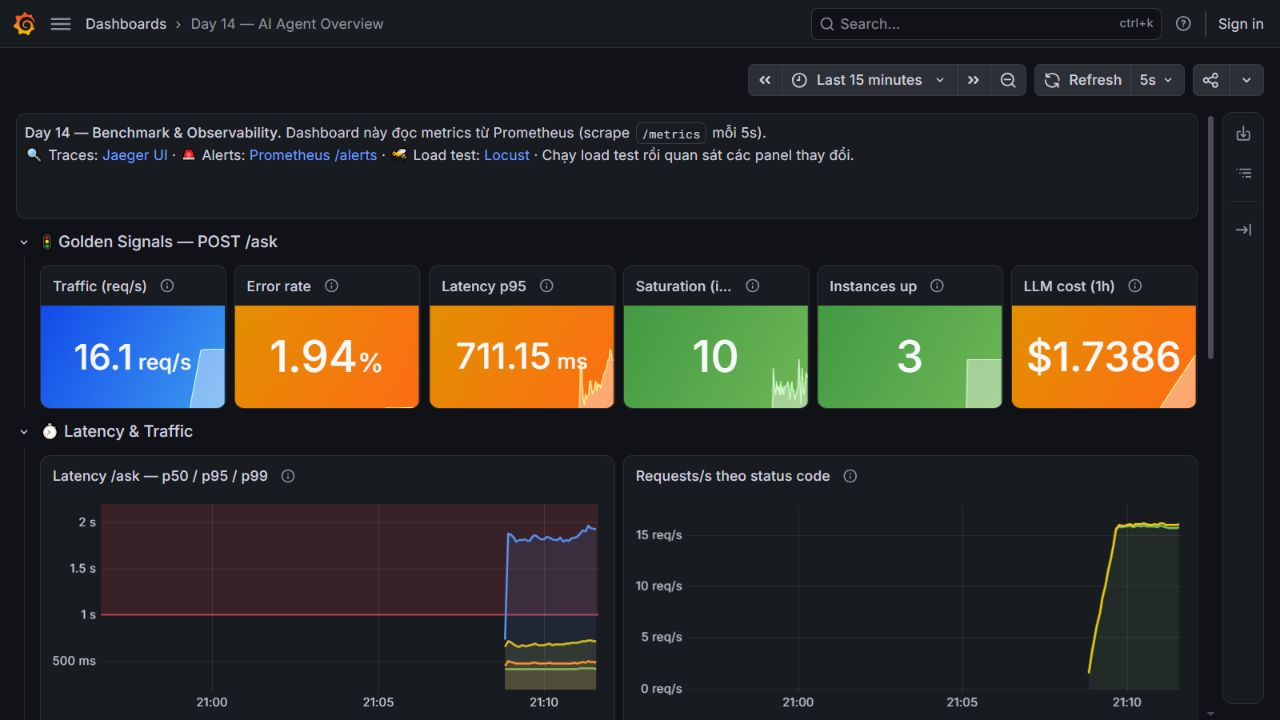 Dashboards › Day 14 — AI Agent Overview
Search...
ctrl+k
Sign in
Last 15 minutes
Refresh
5s
Day 14 — Benchmark & Observability. Dashboard này đọc metrics từ Prometheus (scrape /metrics mỗi 5s).
🔍 Traces: Jaeger UI · 🚨 Alerts: Prometheus /alerts · 🐝 Load test: Locust · Chạy load test rồi quan sát các panel thay đổi.
🚦 Golden Signals — POST /ask
Traffic (req/s)
16.1 req/s
Error rate
1.94%
Latency p95
711.15 ms
Saturation (i...
10
Instances up
3
LLM cost (1h)
$1.7386
⏱️ Latency & Traffic
Latency /ask — p50 / p95 / p99
2 s
1.5 s
1 s
500 ms
21:00
21:05
21:10
Requests/s theo status code
15 req/s
10 req/s
5 req/s
0 req/s
21:00
21:05
21:10